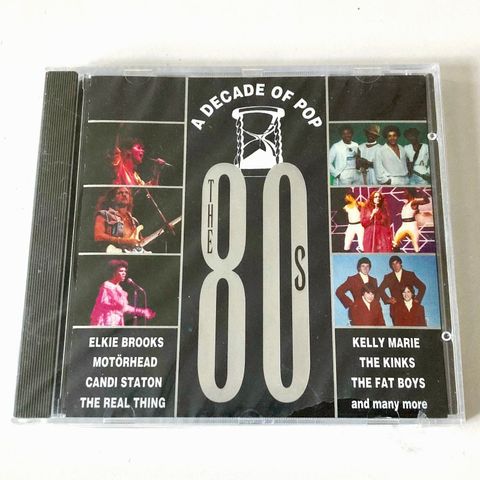 A DECADE OF POP
THE
80s
ELKIE BROOKS
MOTÖRHEAD
CANDI STATON
THE REAL THING
KELLY MARIE
THE KINKS
THE FAT BOYS
and many more